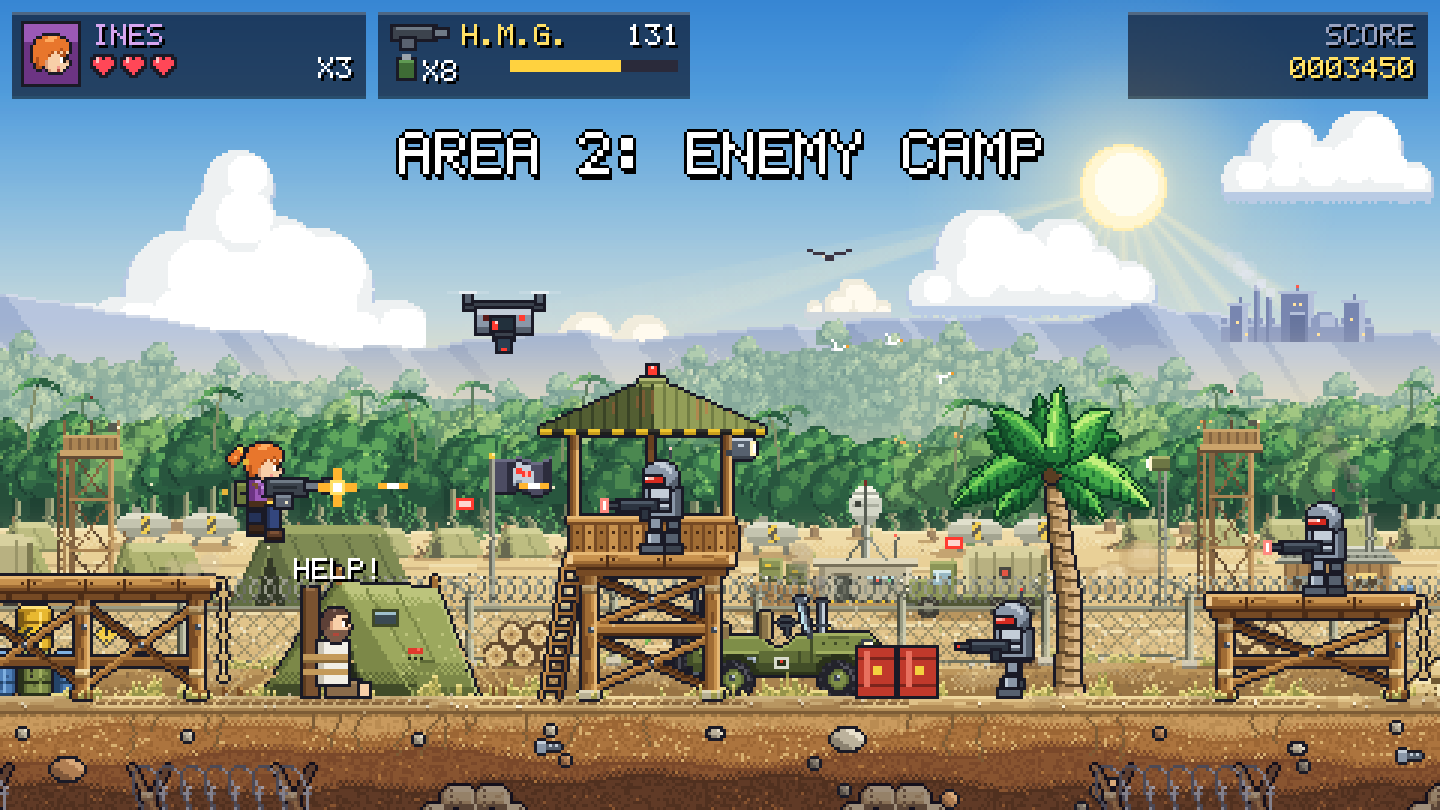 INES
X3
H.M.G. 131
X8
SCORE
0003450
AREA 2: ENEMY CAMP
HELP!